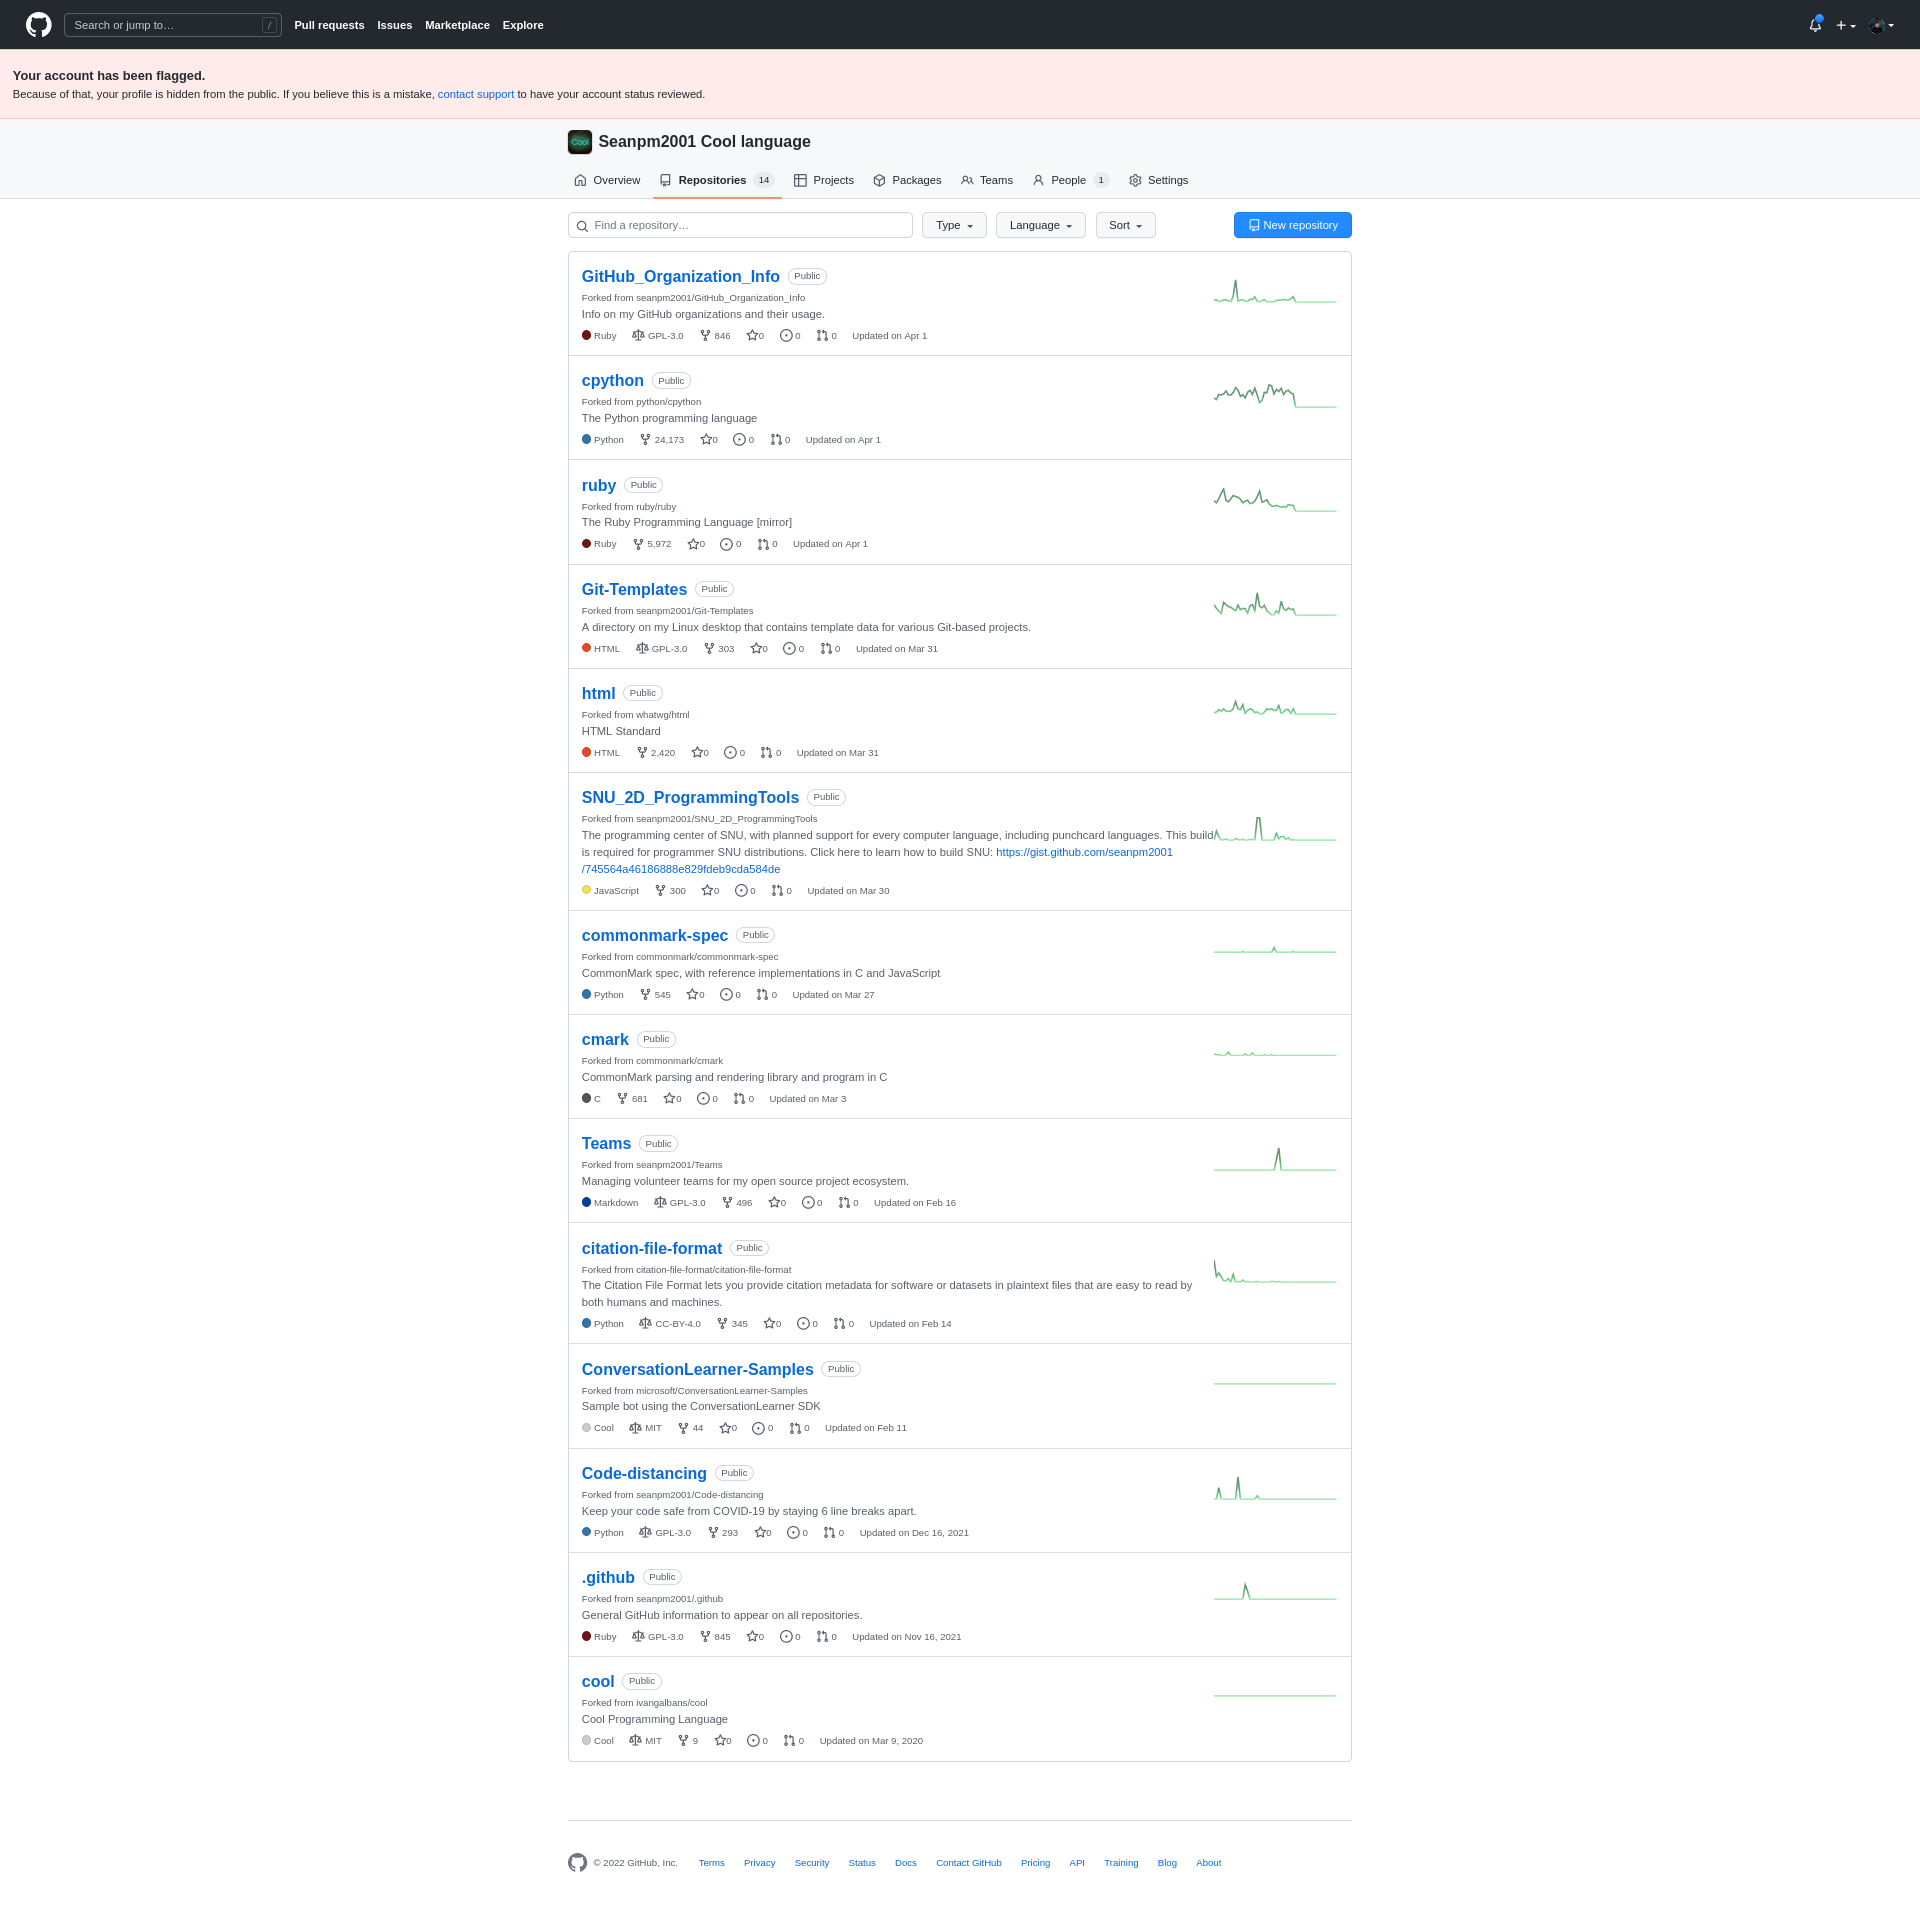 Search or jump to… /
Pull requests Issues Marketplace Explore
Your account has been flagged.
Because of that, your profile is hidden from the public. If you believe this is a mistake, contact support to have your account status reviewed.
Cool Seanpm2001 Cool language
Overview Repositories 14 Projects Packages Teams People 1 Settings
Find a repository… Type Language Sort New repository
GitHub_Organization_Info Public
Forked from seanpm2001/GitHub_Organization_Info
Info on my GitHub organizations and their usage.
Ruby GPL-3.0 846 0 0 0 Updated on Apr 1
cpython Public
Forked from python/cpython
The Python programming language
Python 24,173 0 0 0 Updated on Apr 1
ruby Public
Forked from ruby/ruby
The Ruby Programming Language [mirror]
Ruby 5,972 0 0 0 Updated on Apr 1
Git-Templates Public
Forked from seanpm2001/Git-Templates
A directory on my Linux desktop that contains template data for various Git-based projects.
HTML GPL-3.0 303 0 0 0 Updated on Mar 31
html Public
Forked from whatwg/html
HTML Standard
HTML 2,420 0 0 0 Updated on Mar 31
SNU_2D_ProgrammingTools Public
Forked from seanpm2001/SNU_2D_ProgrammingTools
The programming center of SNU, with planned support for every computer language, including punchcard languages. This build
is required for programmer SNU distributions. Click here to learn how to build SNU: https://gist.github.com/seanpm2001
/745564a46186888e829fdeb9cda584de
JavaScript 300 0 0 0 Updated on Mar 30
commonmark-spec Public
Forked from commonmark/commonmark-spec
CommonMark spec, with reference implementations in C and JavaScript
Python 545 0 0 0 Updated on Mar 27
cmark Public
Forked from commonmark/cmark
CommonMark parsing and rendering library and program in C
C 681 0 0 0 Updated on Mar 3
Teams Public
Forked from seanpm2001/Teams
Managing volunteer teams for my open source project ecosystem.
Markdown GPL-3.0 496 0 0 0 Updated on Feb 16
citation-file-format Public
Forked from citation-file-format/citation-file-format
The Citation File Format lets you provide citation metadata for software or datasets in plaintext files that are easy to read by
both humans and machines.
Python CC-BY-4.0 345 0 0 0 Updated on Feb 14
ConversationLearner-Samples Public
Forked from microsoft/ConversationLearner-Samples
Sample bot using the ConversationLearner SDK
Cool MIT 44 0 0 0 Updated on Feb 11
Code-distancing Public
Forked from seanpm2001/Code-distancing
Keep your code safe from COVID-19 by staying 6 line breaks apart.
Python GPL-3.0 293 0 0 0 Updated on Dec 16, 2021
.github Public
Forked from seanpm2001/.github
General GitHub information to appear on all repositories.
Ruby GPL-3.0 845 0 0 0 Updated on Nov 16, 2021
cool Public
Forked from ivangalbans/cool
Cool Programming Language
Cool MIT 9 0 0 0 Updated on Mar 9, 2020
© 2022 GitHub, Inc. Terms Privacy Security Status Docs Contact GitHub Pricing API Training Blog About